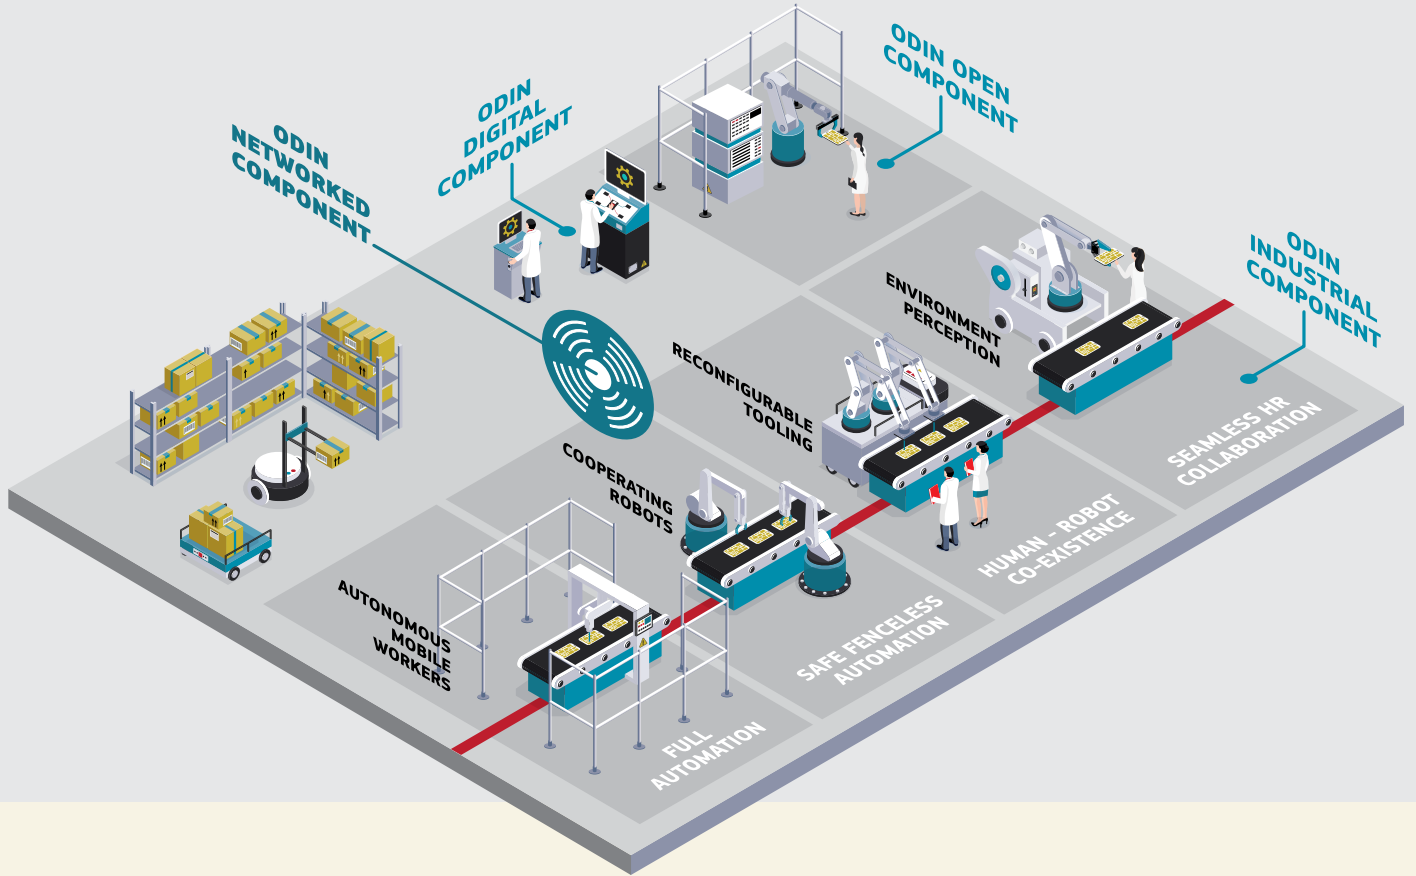 ODIN OPEN
COMPONENT
ODIN
DIGITAL
COMPONENT
ODIN
NETWORKED
COMPONENT
ODIN
INDUSTRIAL
COMPONENT
ENVIRONMENT
PERCEPTION
RECONFIGURABLE
TOOLING
COOPERATING
ROBOTS
AUTONOMOUS
MOBILE
WORKERS
SEAMLESS HR
COLLABORATION
HUMAN - ROBOT
CO-EXISTENCE
SAFE FENCELESS
AUTOMATION
FULL
AUTOMATION